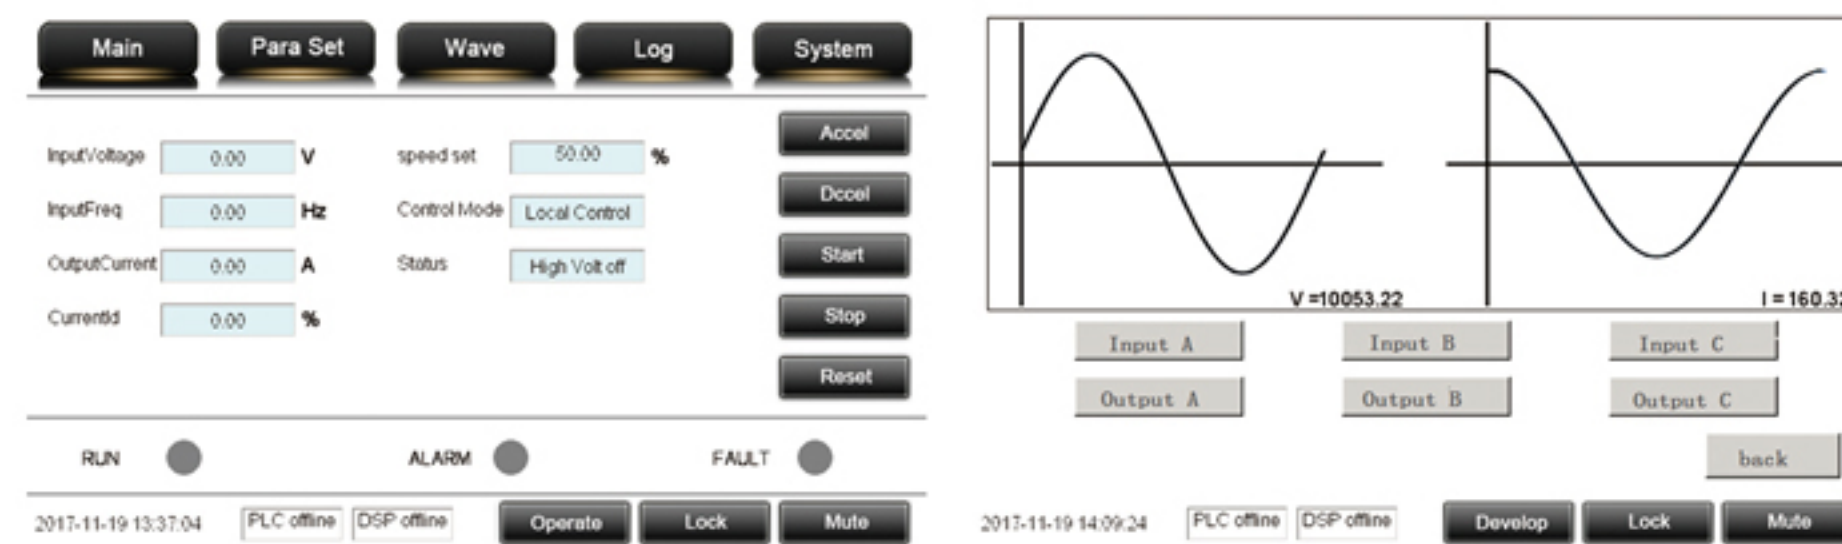 Main Para Set Wave Log System
InputVoltage 0.00 V speed set 50.00 % Accel
InputFreq 0.00 Hz Control Mode Local Control Dccel
OutputCurrent 0.00 A Status High Volt off Start
CurrentId 0.00 % Stop
Reset
RUN ALARM FAULT
2017-11-19 13:37:04 PLC offline DSP offline Operate Lock Mute
V =10053.22 I = 160.32
Input A Input B Input C
Output A Output B Output C
back
2017-11-19 14:09:24 PLC offline DSP offline Develop Lock Mute